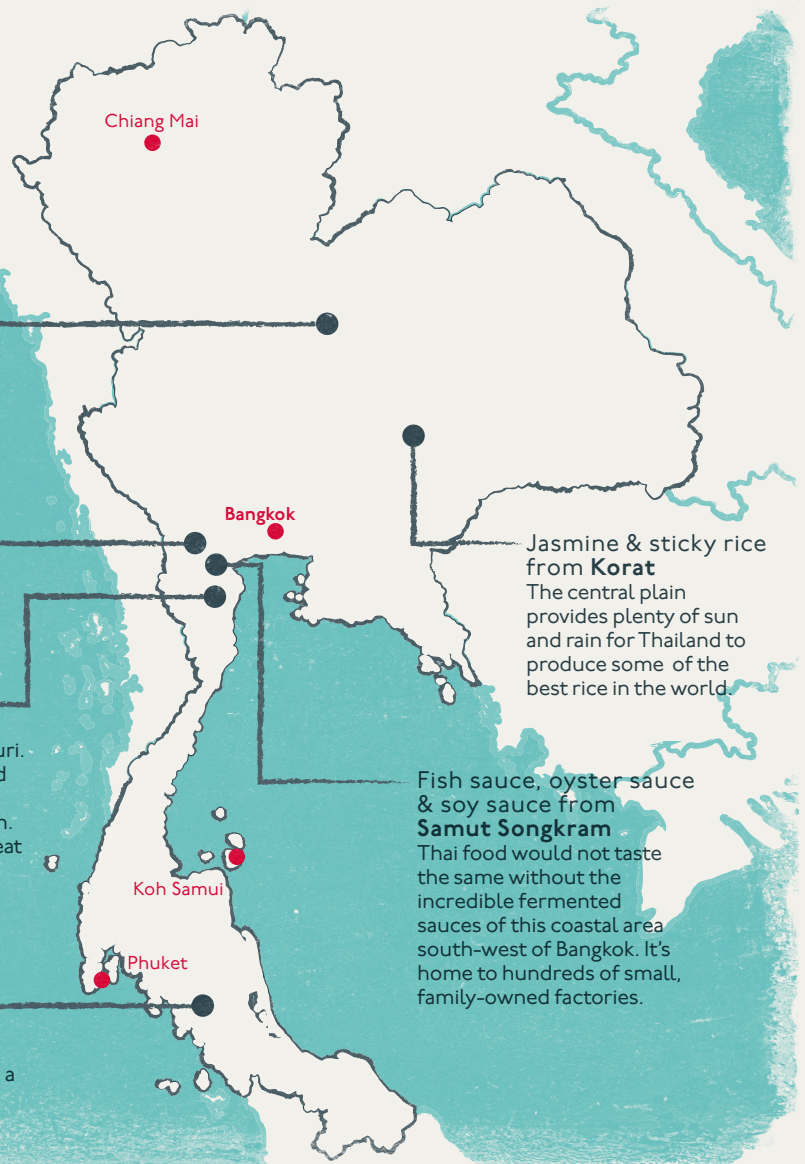 Chiang Mai
Bangkok
Jasmine & sticky rice
from Korat
The central plain
provides plenty of sun
and rain for Thailand to
produce some of the
best rice in the world.
uri.
d
n.
eat
Fish sauce, oyster sauce
& soy sauce from
Samut Songkram
Thai food would not taste
the same without the
incredible fermented
sauces of this coastal area
south-west of Bangkok. It’s
home to hundreds of small,
family-owned factories.
Koh Samui
Phuket
a